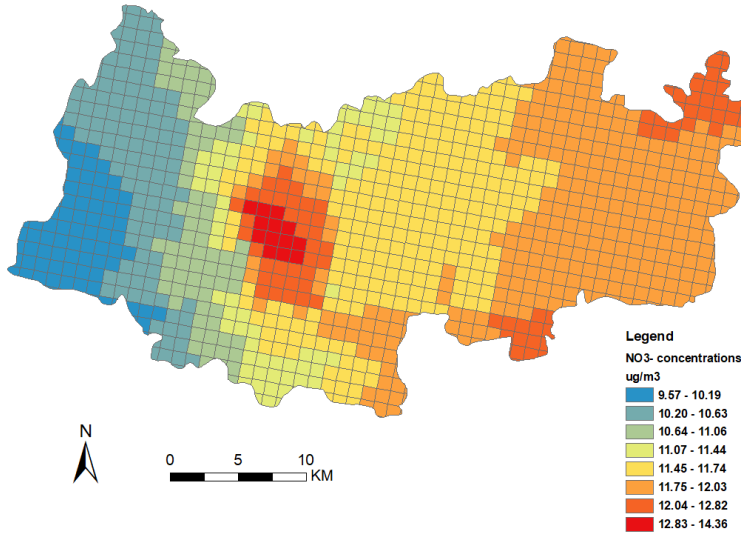 Legend
NO3- concentrations
ug/m3
9.57 - 10.19
10.20 - 10.63
10.64 - 11.06
11.07 - 11.44
11.45 - 11.74
11.75 - 12.03
12.04 - 12.82
12.83 - 14.36
N
0 5 10
KM